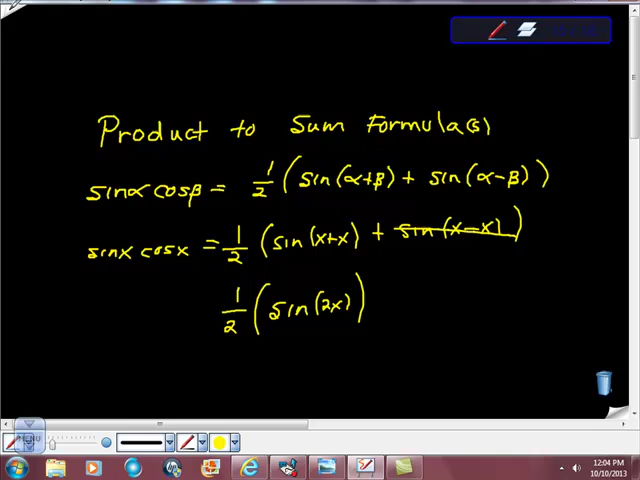 Product to Sum Formula(s)
sinα cosβ = 1/2 (sin(α+β) + sin(α-β))
sinx cosx = 1/2 (sin(x+x) + sin(x-x))
1/2 (sin(2x))
MENU
12:04 PM
10/10/2013